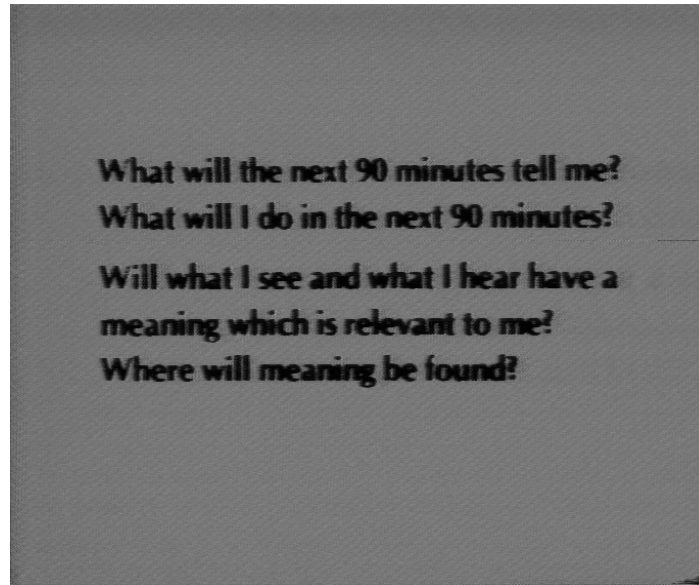 What will the next 90 minutes tell me?
What will I do in the next 90 minutes?
Will what I see and what I hear have a
meaning which is relevant to me?
Where will meaning be found?